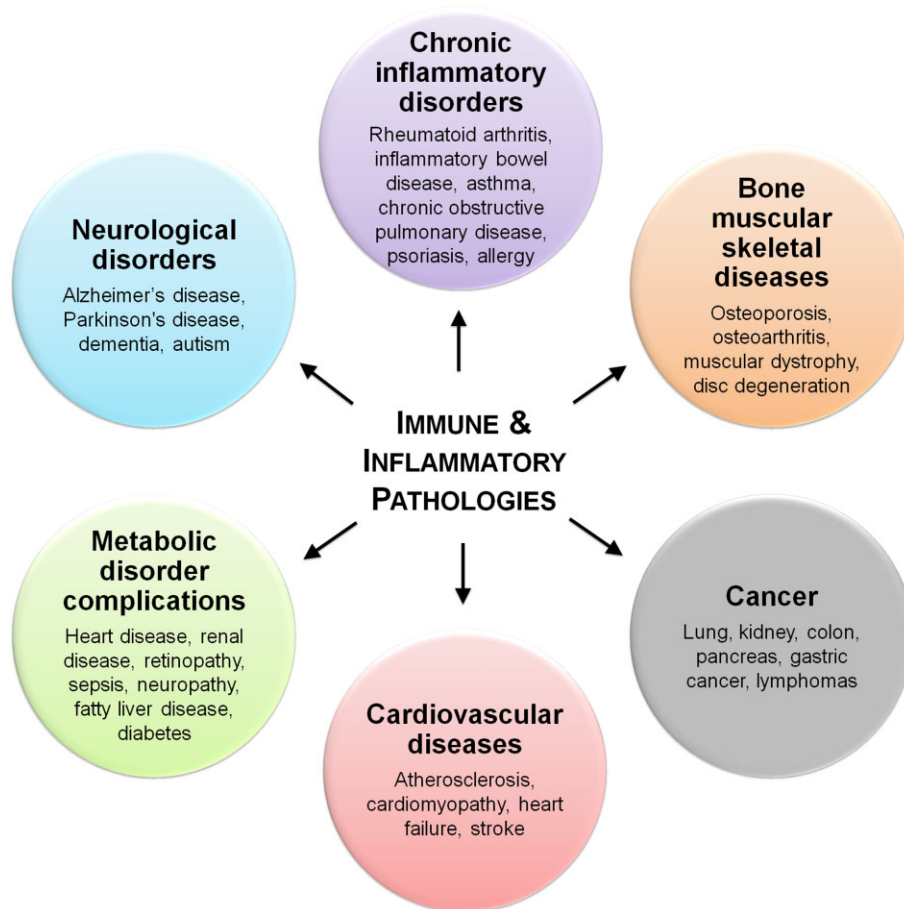 Chronic
inflammatory
disorders
Rheumatoid arthritis,
inflammatory bowel
disease, asthma,
chronic obstructive
pulmonary disease,
psoriasis, allergy
Neurological
disorders
Alzheimer’s disease,
Parkinson's disease,
dementia, autism
Bone
muscular
skeletal
diseases
Osteoporosis,
osteoarthritis,
muscular dystrophy,
disc degeneration
IMMUNE &
INFLAMMATORY
PATHOLOGIES
Metabolic
disorder
complications
Heart disease, renal
disease, retinopathy,
sepsis, neuropathy,
fatty liver disease,
diabetes
Cancer
Lung, kidney, colon,
pancreas, gastric
cancer, lymphomas
Cardiovascular
diseases
Atherosclerosis,
cardiomyopathy, heart
failure, stroke